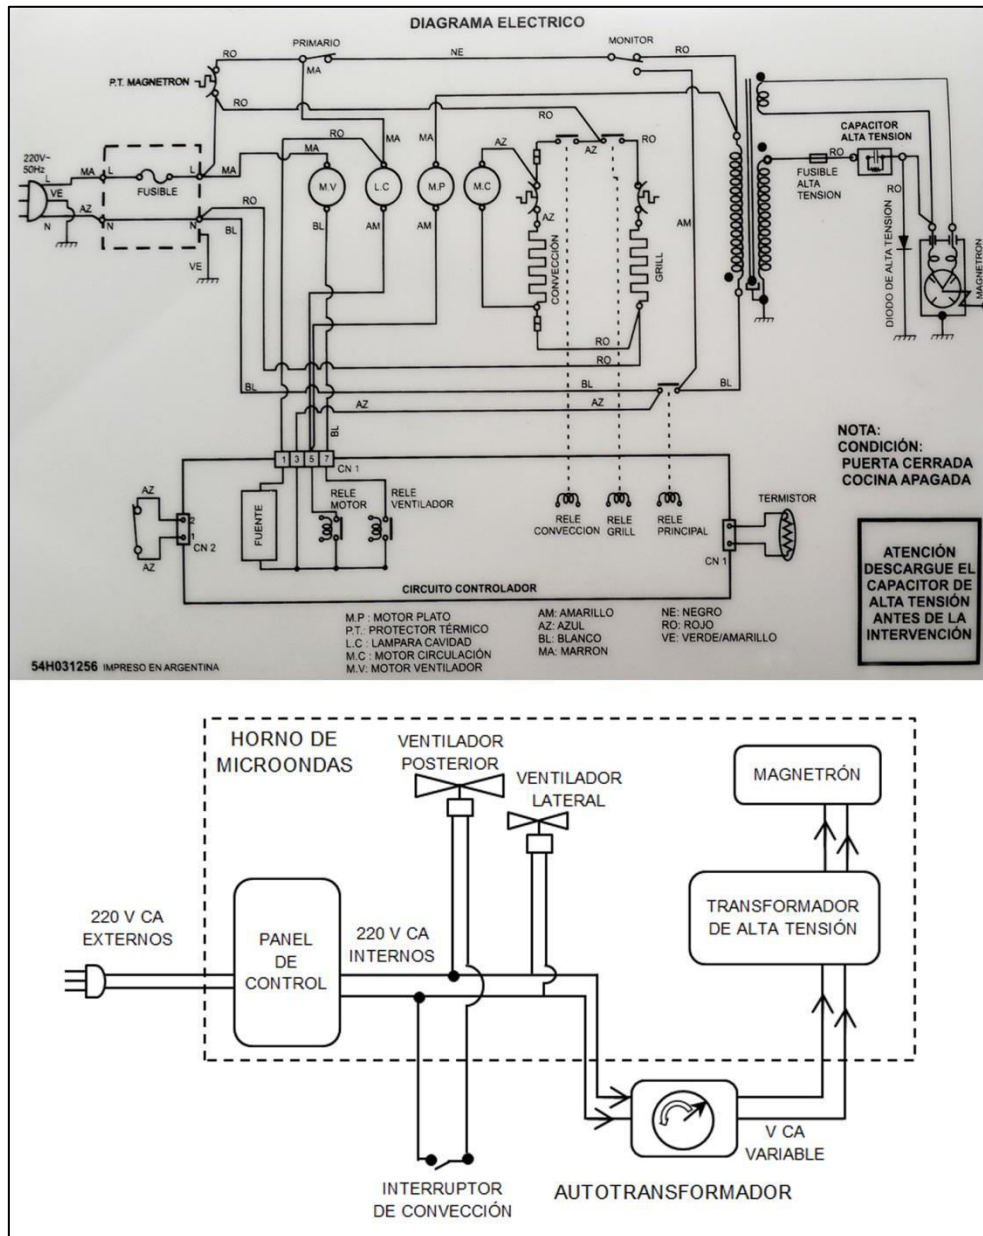 DIAGRAMA ELECTRICO
PRIMARIO
MONITOR
RO
NE
RO
MA
P.T. MAGNETRON
RO
RO
RO
MA
MA
AZ
RO
220V~
50Hz
MA
L
L
L
MA
FUSIBLE
VE
AZ
N
N
N
BL
VE
M.V
L.C
M.P
M.C
BL
AM
AM
AZ
CONVECCIÓN
GRILL
AM
CAPACITOR
ALTA TENSIÓN
RO
FUSIBLE
ALTA
TENSION
RO
DIODO DE ALTA TENSIÓN
MAGNETRON
RO
RO
BL
BL
BL
AZ
AZ
BL
NOTA:
CONDICIÓN:
PUERTA CERRADA
COCINA APAGADA
1 3 5 7
CN 1
AZ
2
1
CN 2
AZ
FUENTE
RELE
MOTOR
RELE
VENTILADOR
RELE
CONVECCION
RELE
GRILL
RELE
PRINCIPAL
TERMISTOR
CN 1
CIRCUITO CONTROLADOR
ATENCIÓN
DESCARGUE EL
CAPACITOR DE
ALTA TENSIÓN
ANTES DE LA
INTERVENCIÓN
M.P : MOTOR PLATO
P.T.: PROTECTOR TÉRMICO
L.C : LAMPARA CAVIDAD
M.C : MOTOR CIRCULACIÓN
M.V: MOTOR VENTILADOR
AM: AMARILLO
AZ: AZUL
BL: BLANCO
MA: MARRON
NE: NEGRO
RO: ROJO
VE: VERDE/AMARILLO
54H031256 IMPRESO EN ARGENTINA
HORNO DE
MICROONDAS
VENTILADOR
POSTERIOR
VENTILADOR
LATERAL
MAGNETRÓN
220 V CA
EXTERNOS
PANEL
DE
CONTROL
220 V CA
INTERNOS
TRANSFORMADOR
DE ALTA TENSIÓN
V CA
VARIABLE
INTERRUPTOR
DE CONVECCIÓN
AUTOTRANSFORMADOR